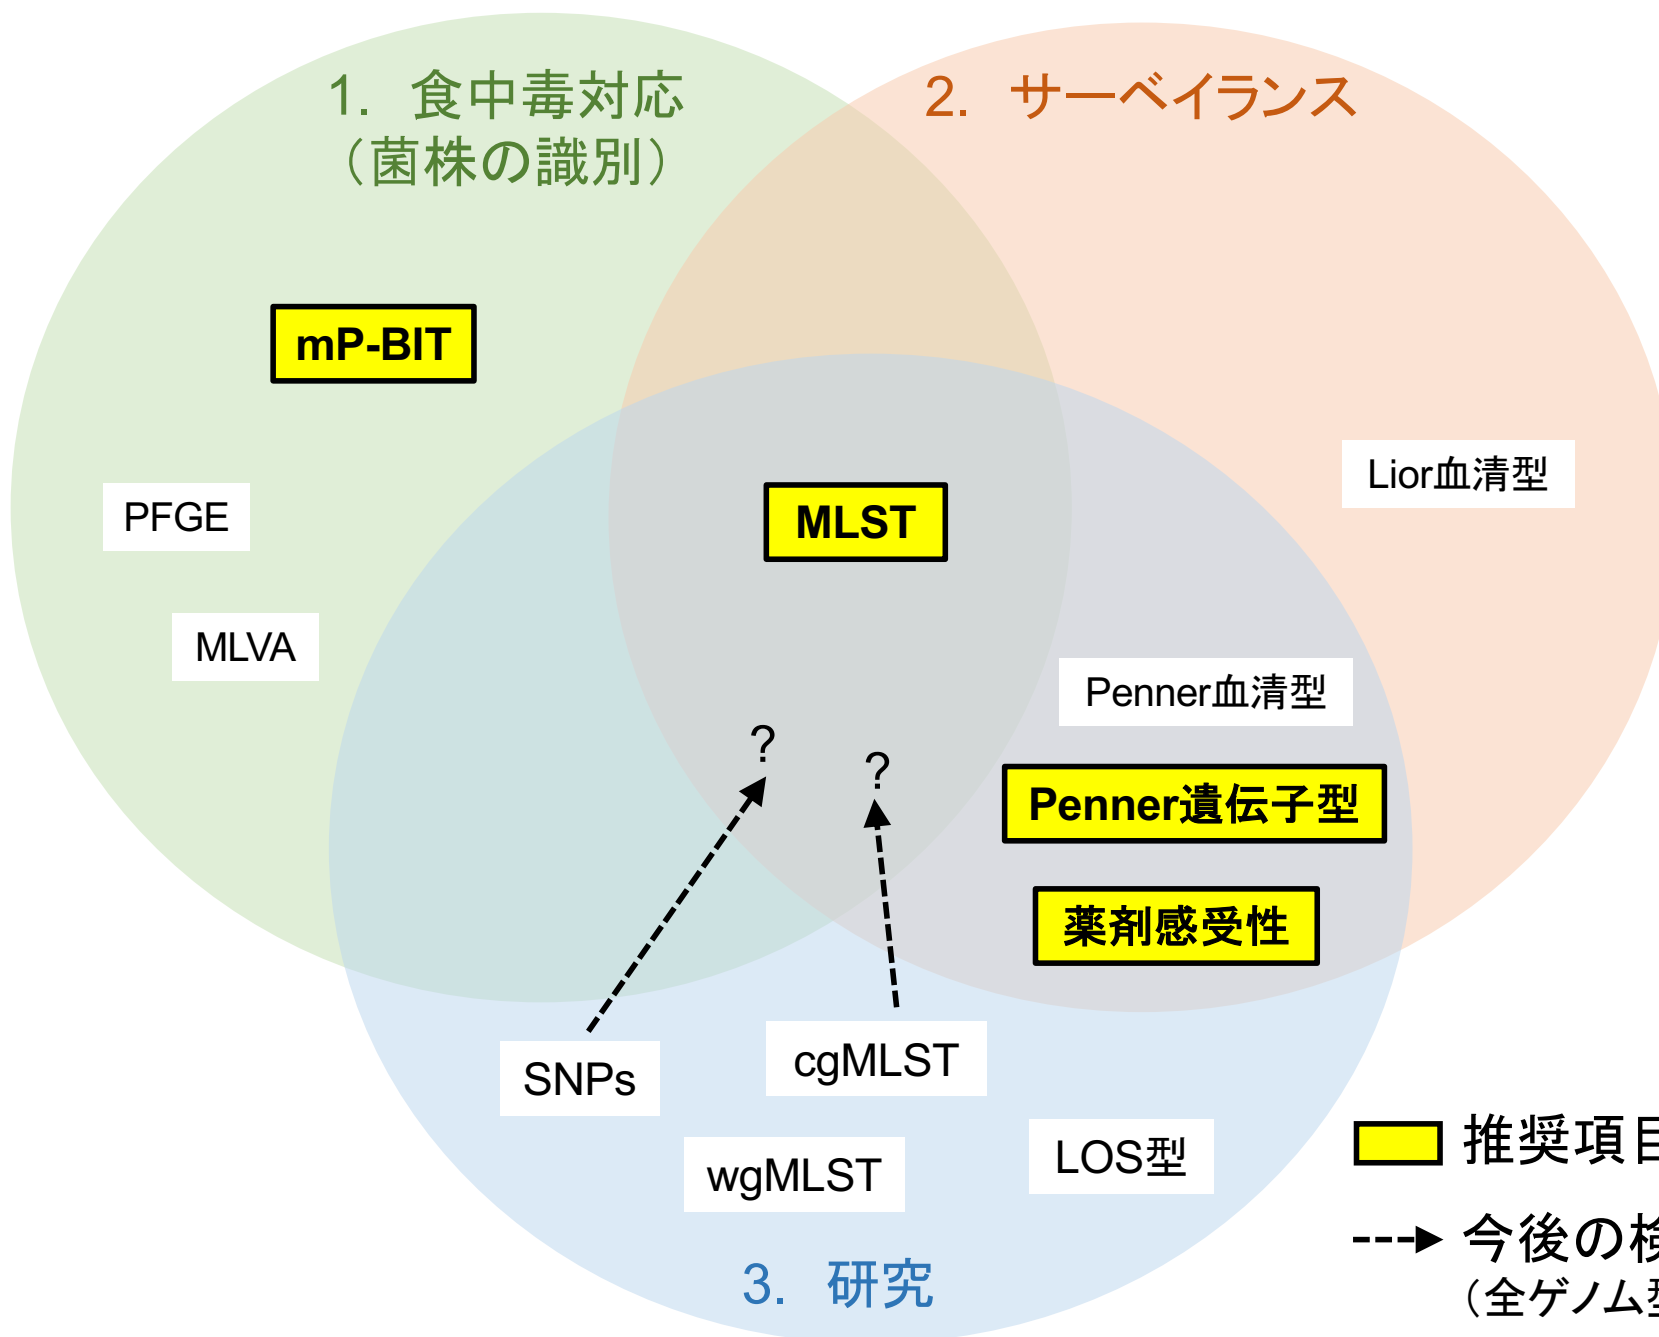 1. 食中毒対応
（菌株の識別）
2. サーベイランス
mP-BIT
PFGE
MLVA
MLST
Lior血清型
Penner血清型
Penner遺伝子型
薬剤感受性
?
?
SNPs
cgMLST
wgMLST
LOS型
3. 研究
推奨項目
今後の検
（全ゲノム型